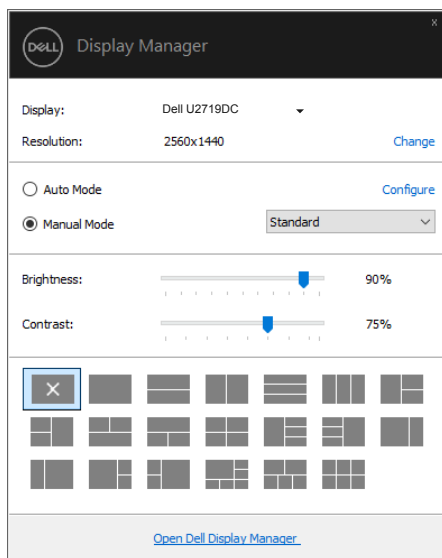 x
DELL Display Manager
Display: Dell U2719DC
Resolution: 2560x1440 Change
Auto Mode Configure
Manual Mode Standard
Brightness: 90%
Contrast: 75%
Open Dell Display Manager